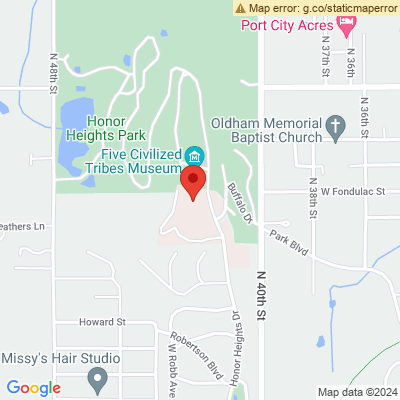 Map error: g.co/staticmaperror
Port City Acres
N 48th St
N 37th St
N 36th
Honor
Heights Park
Oldham Memorial
Baptist Church
N 36th St
Five Civilized
Tribes Museum
N 38th St
W Fondulac St
Buffalo Dr
eathers Ln
Park Blvd
N 40th St
Howard St
Robertson Blvd
Honor Heights Dr
Missy's Hair Studio
W Robb Ave
Google
Map data ©2024